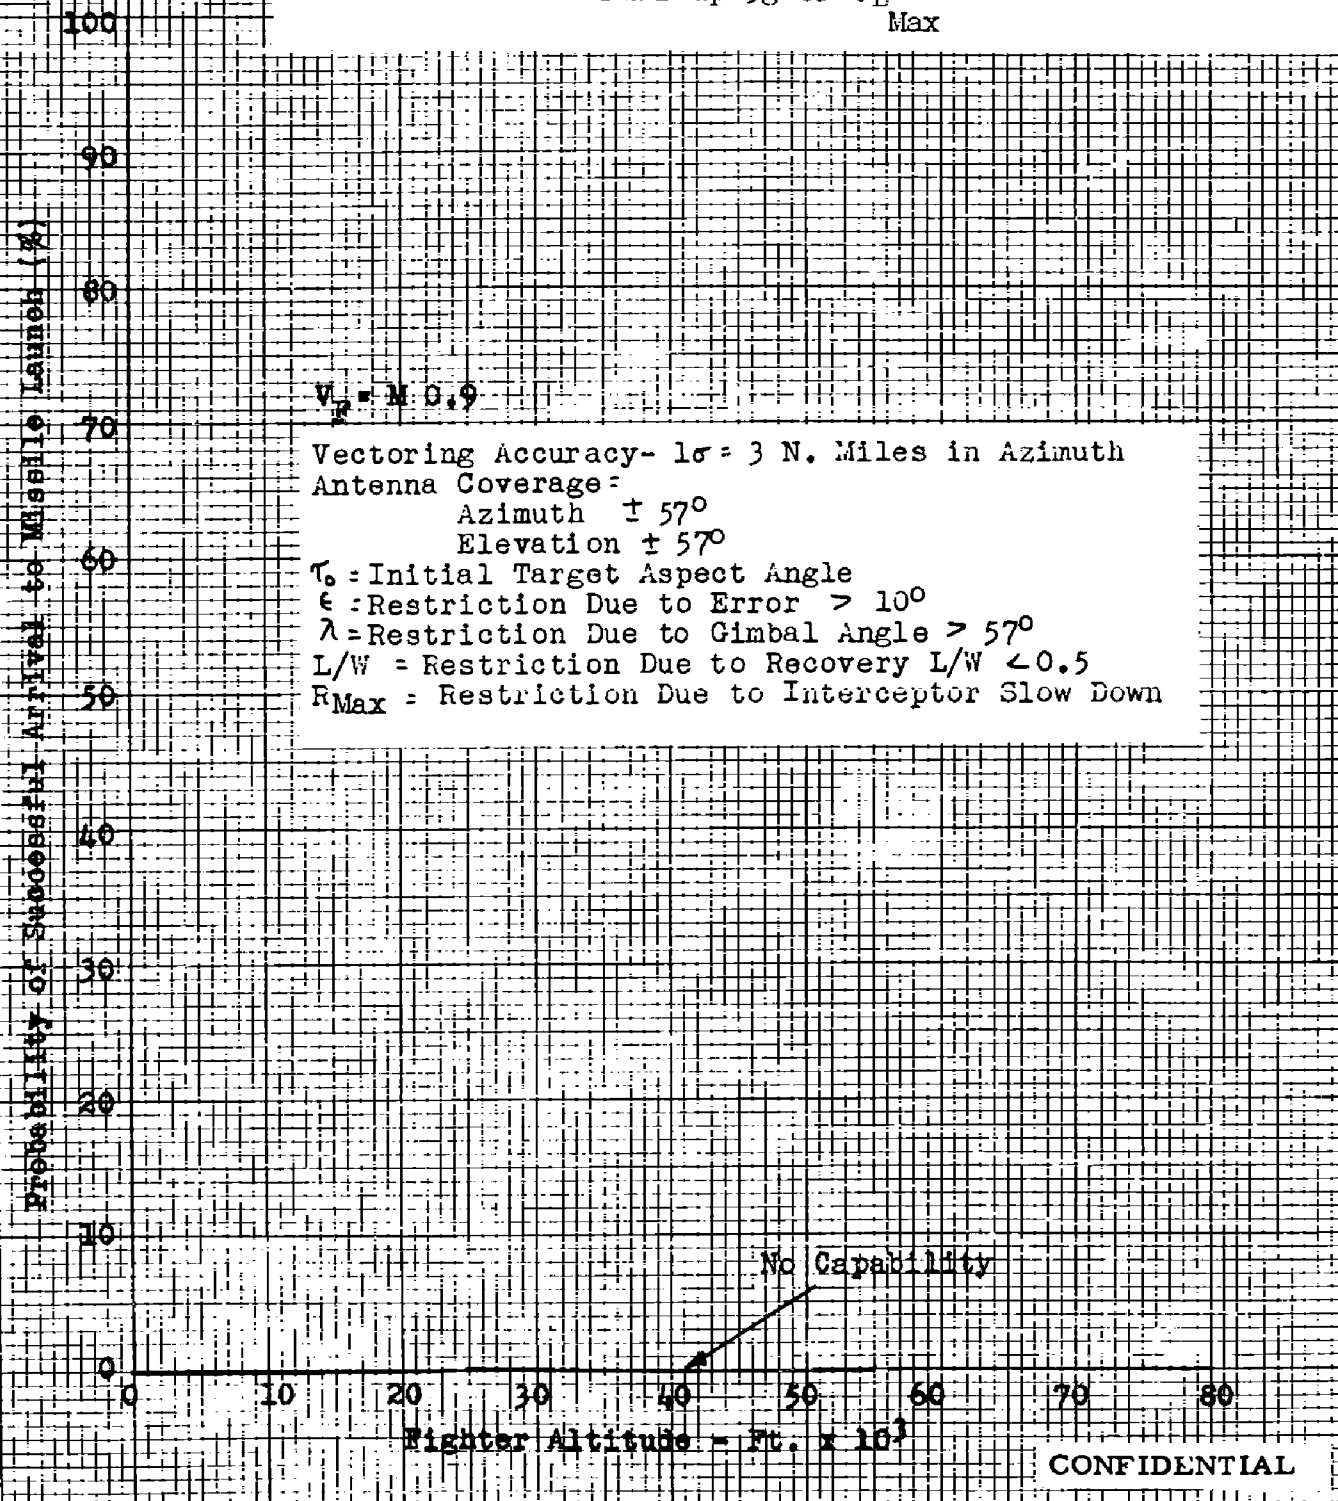 Max
100
90
80
70
60
50
40
30
20
10
0
Probability of Successful Arrival to Missile Launch (%)
V_F = M 0.9
Vectoring Accuracy- 1σ = 3 N. Miles in Azimuth
Antenna Coverage=
Azimuth ± 57°
Elevation ± 57°
τ₀ = Initial Target Aspect Angle
ϵ = Restriction Due to Error > 10°
λ = Restriction Due to Gimbal Angle > 57°
L/W = Restriction Due to Recovery L/W < 0.5
R_Max = Restriction Due to Interceptor Slow Down
No Capability
0 10 20 30 40 50 60 70 80
Fighter Altitude - Ft. x 10³
CONFIDENTIAL